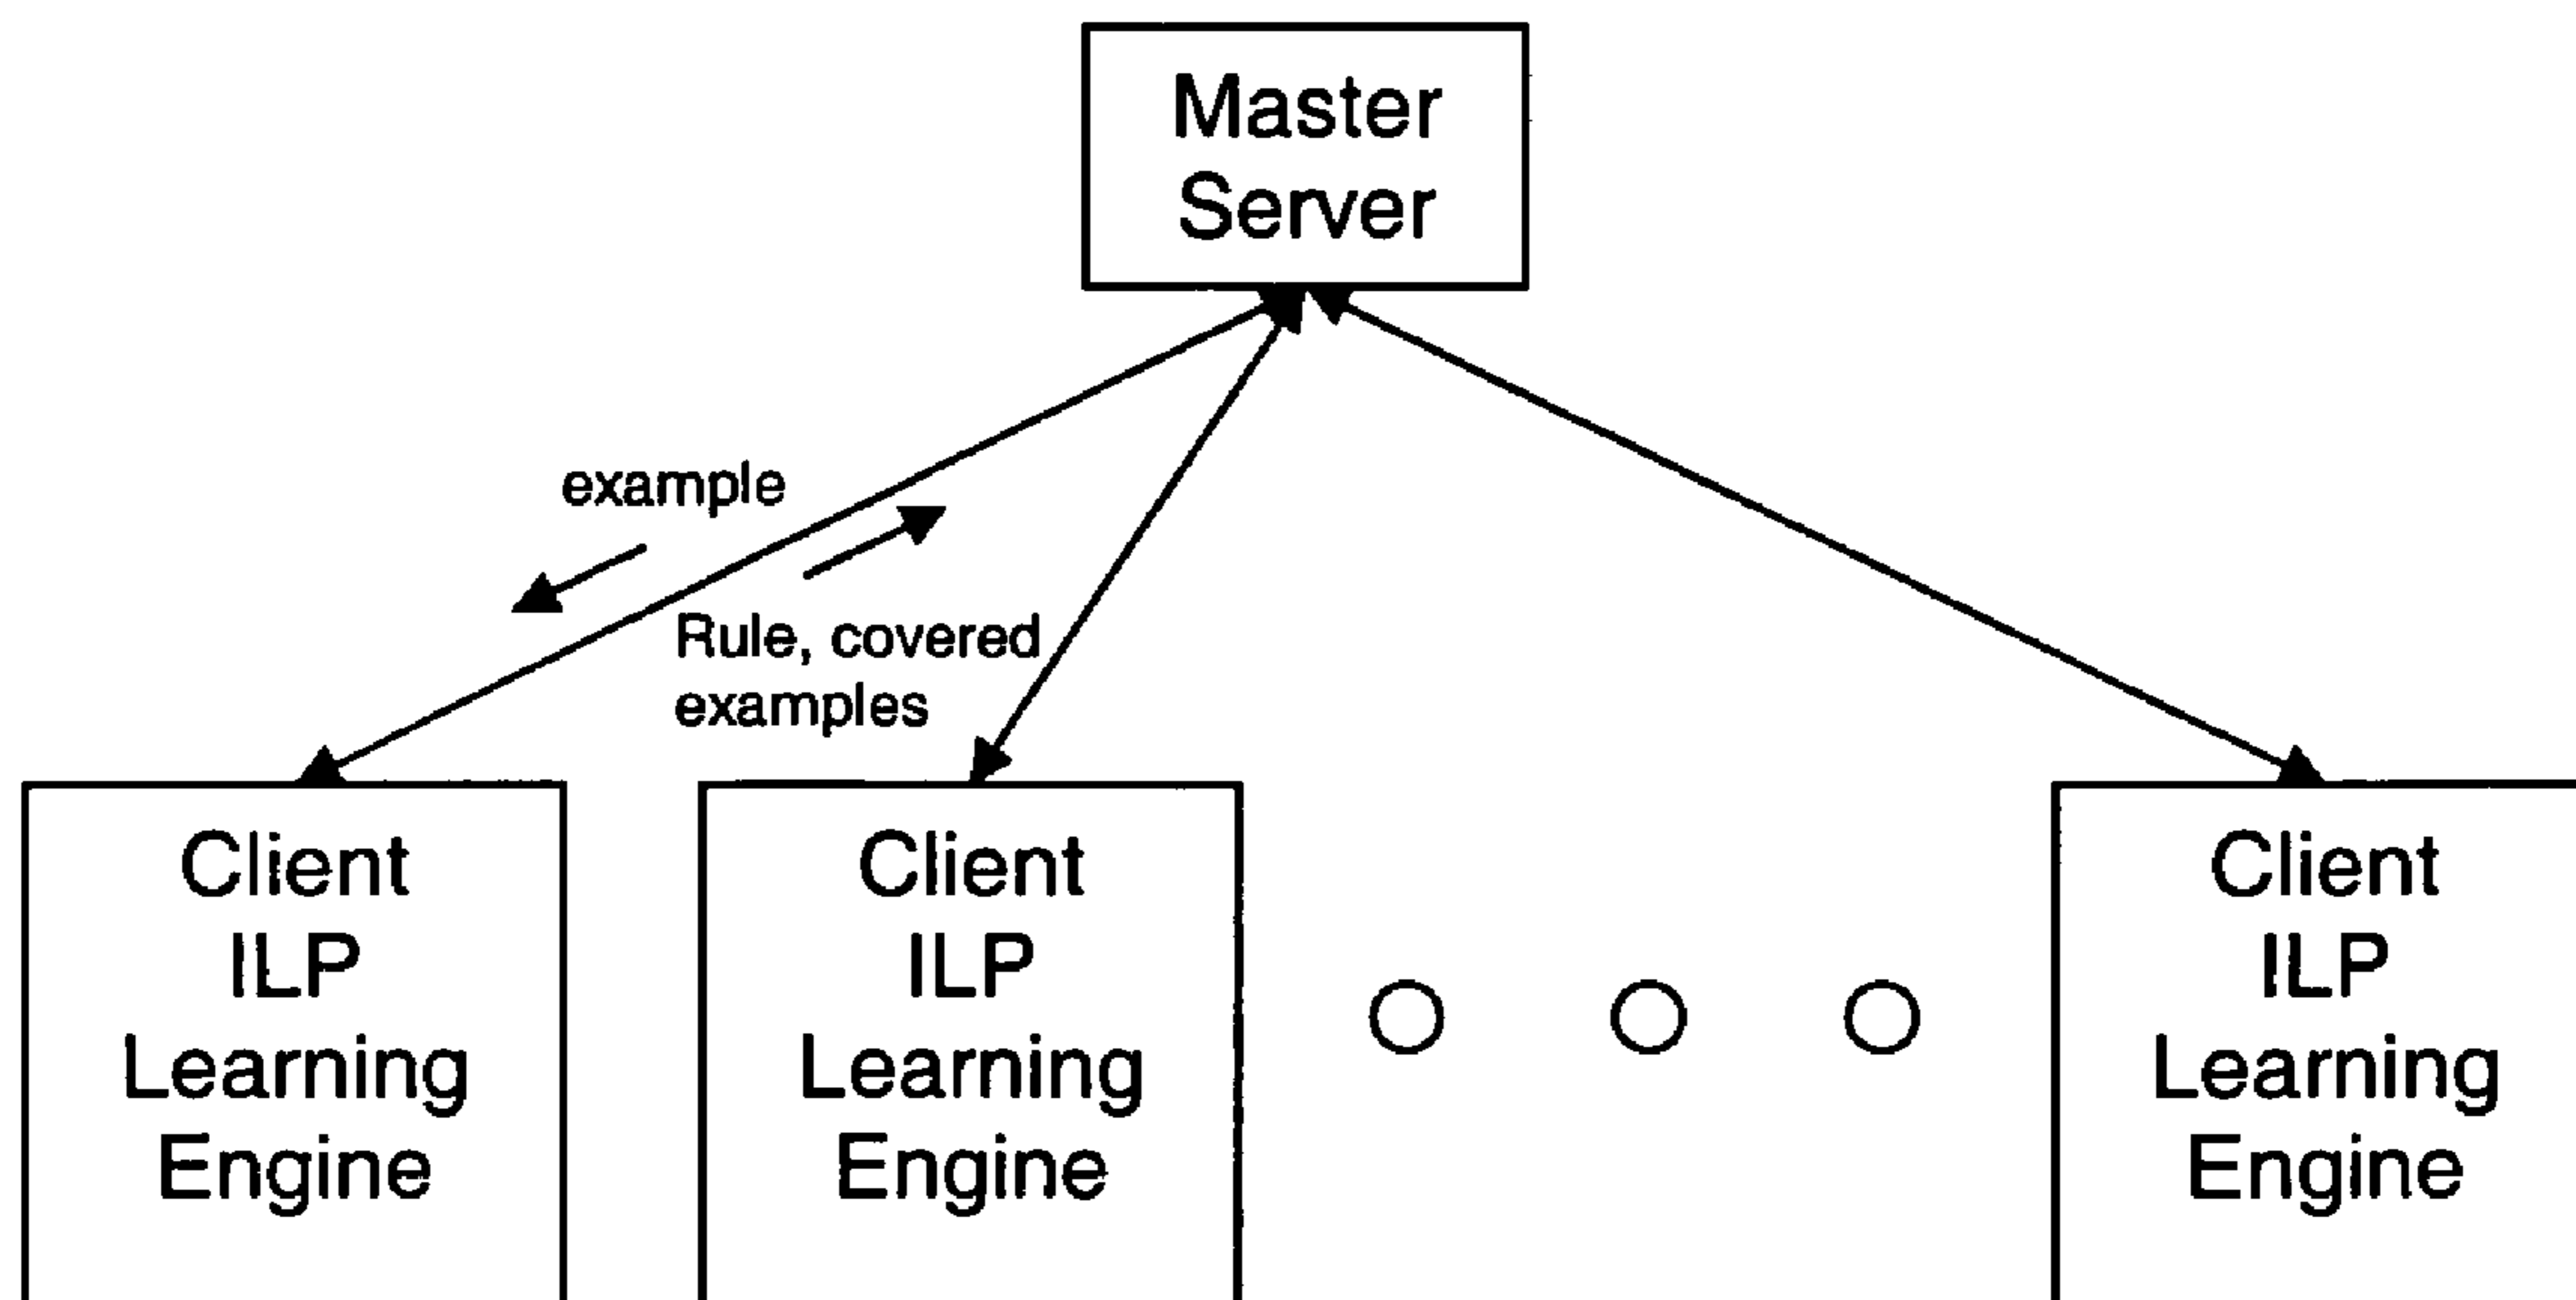 Master
Server
example
Rule, covered
examples
Client
ILP
Learning
Engine
Client
ILP
Learning
Engine
Client
ILP
Learning
Engine